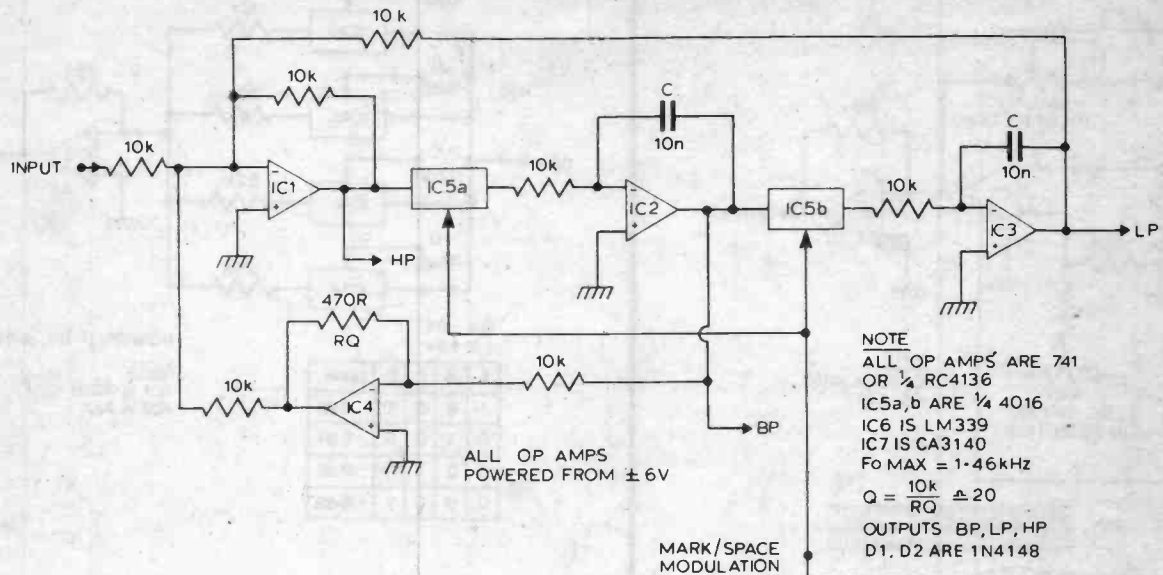 10k
10k
C
10n
C
10n
INPUT
10k
IC1
IC5a
10k
IC2
IC5b
10k
IC3
LP
HP
470R
RQ
10k
IC4
10k
BP
ALL OP AMPS
POWERED FROM ± 6V
NOTE
ALL OP AMPS ARE 741
OR 1/4 RC4136
IC5a,b ARE 1/4 4016
IC6 IS LM339
IC7 IS CA3140
Fo MAX = 1·46kHz
Q = 10k/RQ ≏ 20
OUTPUTS BP, LP, HP
D1, D2 ARE 1N4148
MARK/SPACE
MODULATION